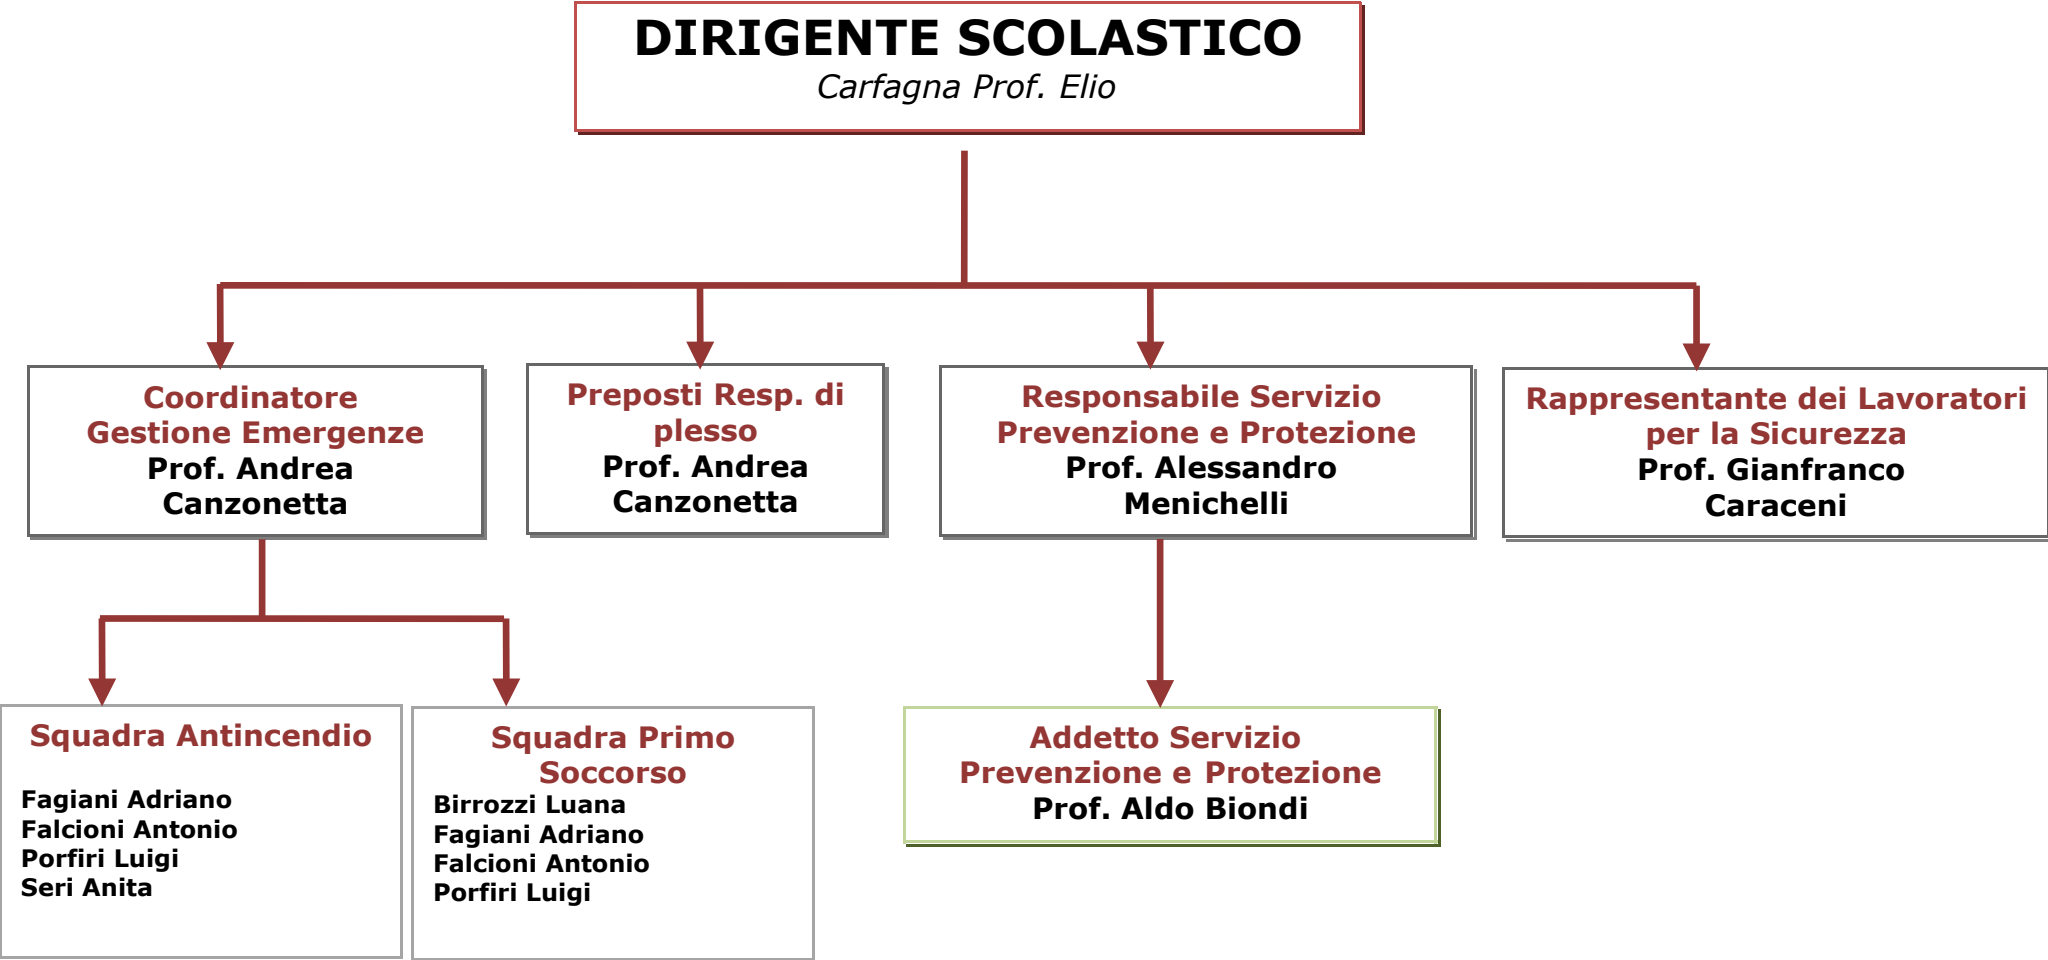 DIRIGENTE SCOLASTICO
Carfagna Prof. Elio
Coordinatore
Gestione Emergenze
Prof. Andrea
Canzonetta
Preposti Resp. di
plesso
Prof. Andrea
Canzonetta
Responsabile Servizio
Prevenzione e Protezione
Prof. Alessandro
Menichelli
Rappresentante dei Lavoratori
per la Sicurezza
Prof. Gianfranco
Caraceni
Squadra Antincendio
Fagiani Adriano
Falcioni Antonio
Porfiri Luigi
Seri Anita
Squadra Primo
Soccorso
Birrozzi Luana
Fagiani Adriano
Falcioni Antonio
Porfiri Luigi
Addetto Servizio
Prevenzione e Protezione
Prof. Aldo Biondi